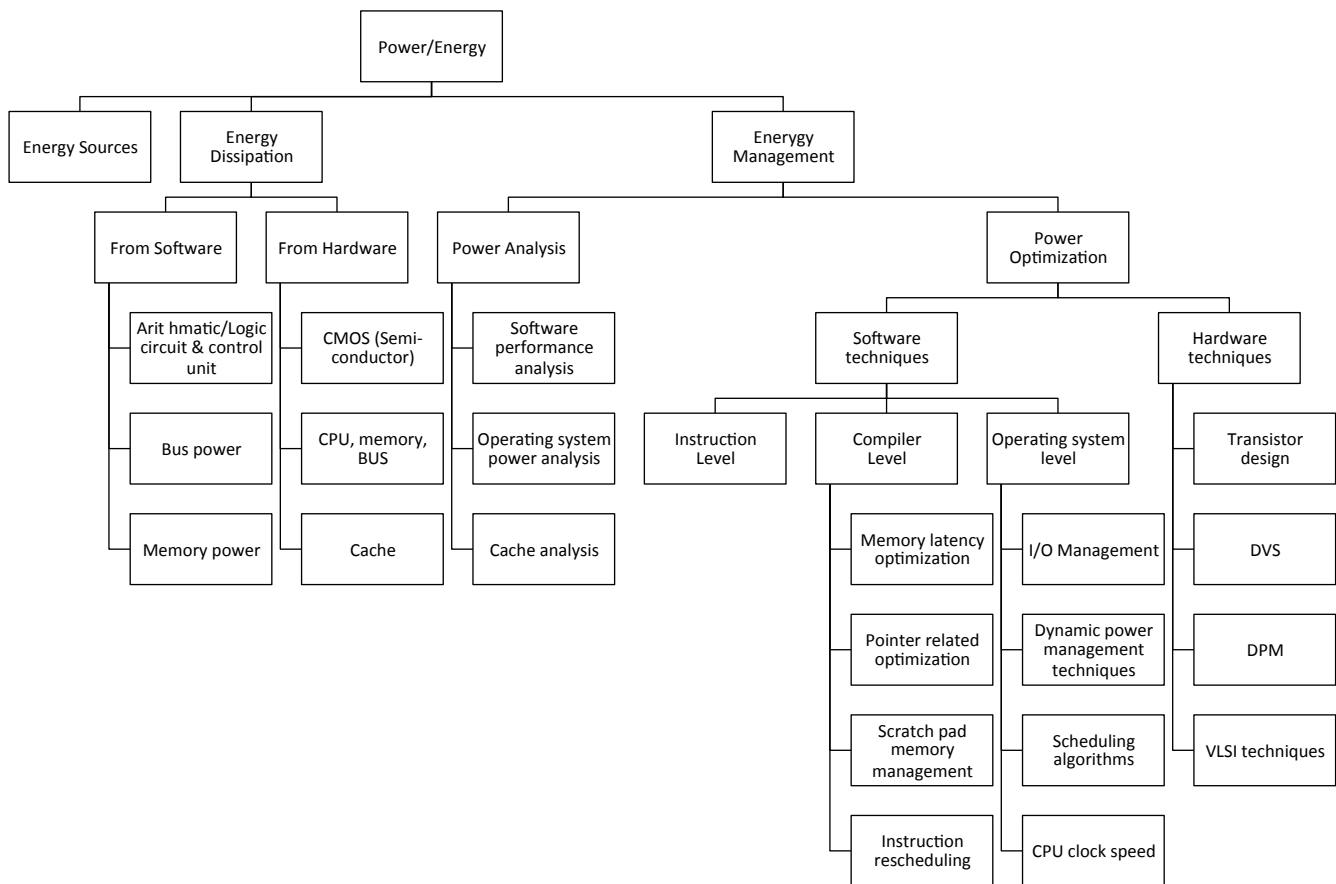 Power/Energy
Energy Sources
Energy
Dissipation
Enerygy
Management
From Software
From Hardware
Power Analysis
Power
Optimization
Arit hmatic/Logic
circuit & control
unit
CMOS (Semi-
conductor)
Software
performance
analysis
Software
techniques
Hardware
techniques
Bus power
CPU, memory,
BUS
Operating system
power analysis
Instruction
Level
Compiler
Level
Operating system
level
Transistor
design
Memory power
Cache
Cache analysis
Memory latency
optimization
I/O Management
DVS
Pointer related
optimization
Dynamic power
management
techniques
DPM
Scratch pad
memory
management
Scheduling
algorithms
VLSI techniques
Instruction
rescheduling
CPU clock speed